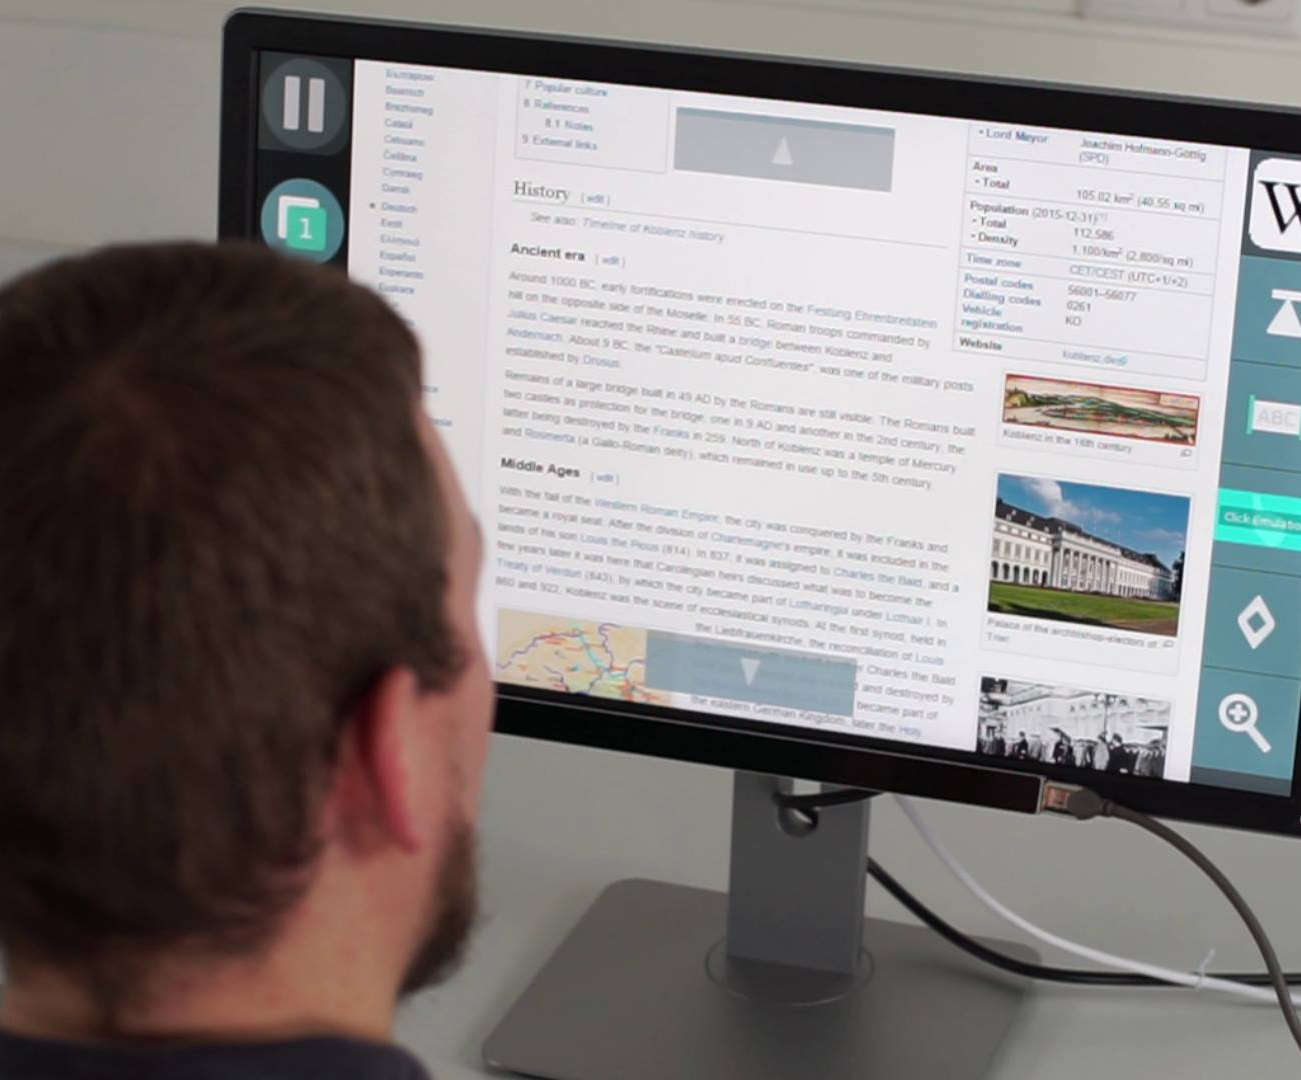 Català
Čeština
Cymraeg
Dansk
Deutsch
Eesti
Ελληνικά
Español
Esperanto
Euskara
1
7 Popular culture
8 References
8.1 Notes
9 External links
History [ edit ]
See also: Timeline of Koblenz history
Ancient era [ edit ]
Around 1000 BC, early fortifications were erected on the Festung Ehrenbreitstein
hill on the opposite side of the Moselle. In 55 BC, Roman troops commanded by
Julius Caesar reached the Rhine and built a bridge between Koblenz and
Andernach. About 9 BC, the "Castellum apud Confluentes", was one of the military posts
established by Drusus.
Remains of a large bridge built in 49 AD by the Romans are still visible. The Romans built
two castles as protection for the bridge, one in 9 AD and another in the 2nd century, the
latter being destroyed by the Franks in 259. North of Koblenz was a temple of Mercury
and Rosmerta (a Gallo-Roman deity), which remained in use up to the 5th century.
Middle Ages [ edit ]
With the fall of the Western Roman Empire, the city was conquered by the Franks and
became a royal seat. After the division of Charlemagne's empire, it was included in the
lands of his son Louis the Pious (814). In 837, it was assigned to Charles the Bald, and a
few years later it was here that Carolingian heirs discussed what was to become the
Treaty of Verdun (843), by which the city became part of Lotharingia under Lothair I. In
860 and 922, Koblenz was the scene of ecclesiastical synods. At the first synod, held in
the Liebfrauenkirche, the reconciliation of Louis
Charles the Bald
and destroyed by
became part of
the eastern German Kingdom, later the Holy
• Lord Mayor Joachim Hofmann-Göttig
(SPD)
Area
• Total 105.02 km2 (40.55 sq mi)
Population (2015-12-31)[1]
• Total 112,586
• Density 1,100/km2 (2,800/sq mi)
Time zone CET/CEST (UTC+1/+2)
Postal codes 56001–56077
Dialling codes 0261
Vehicle KO
registration
Website koblenz.de
Koblenz in the 16th century
Palace of the archbishop-electors of
Trier
W
ABC
Click Emulatio